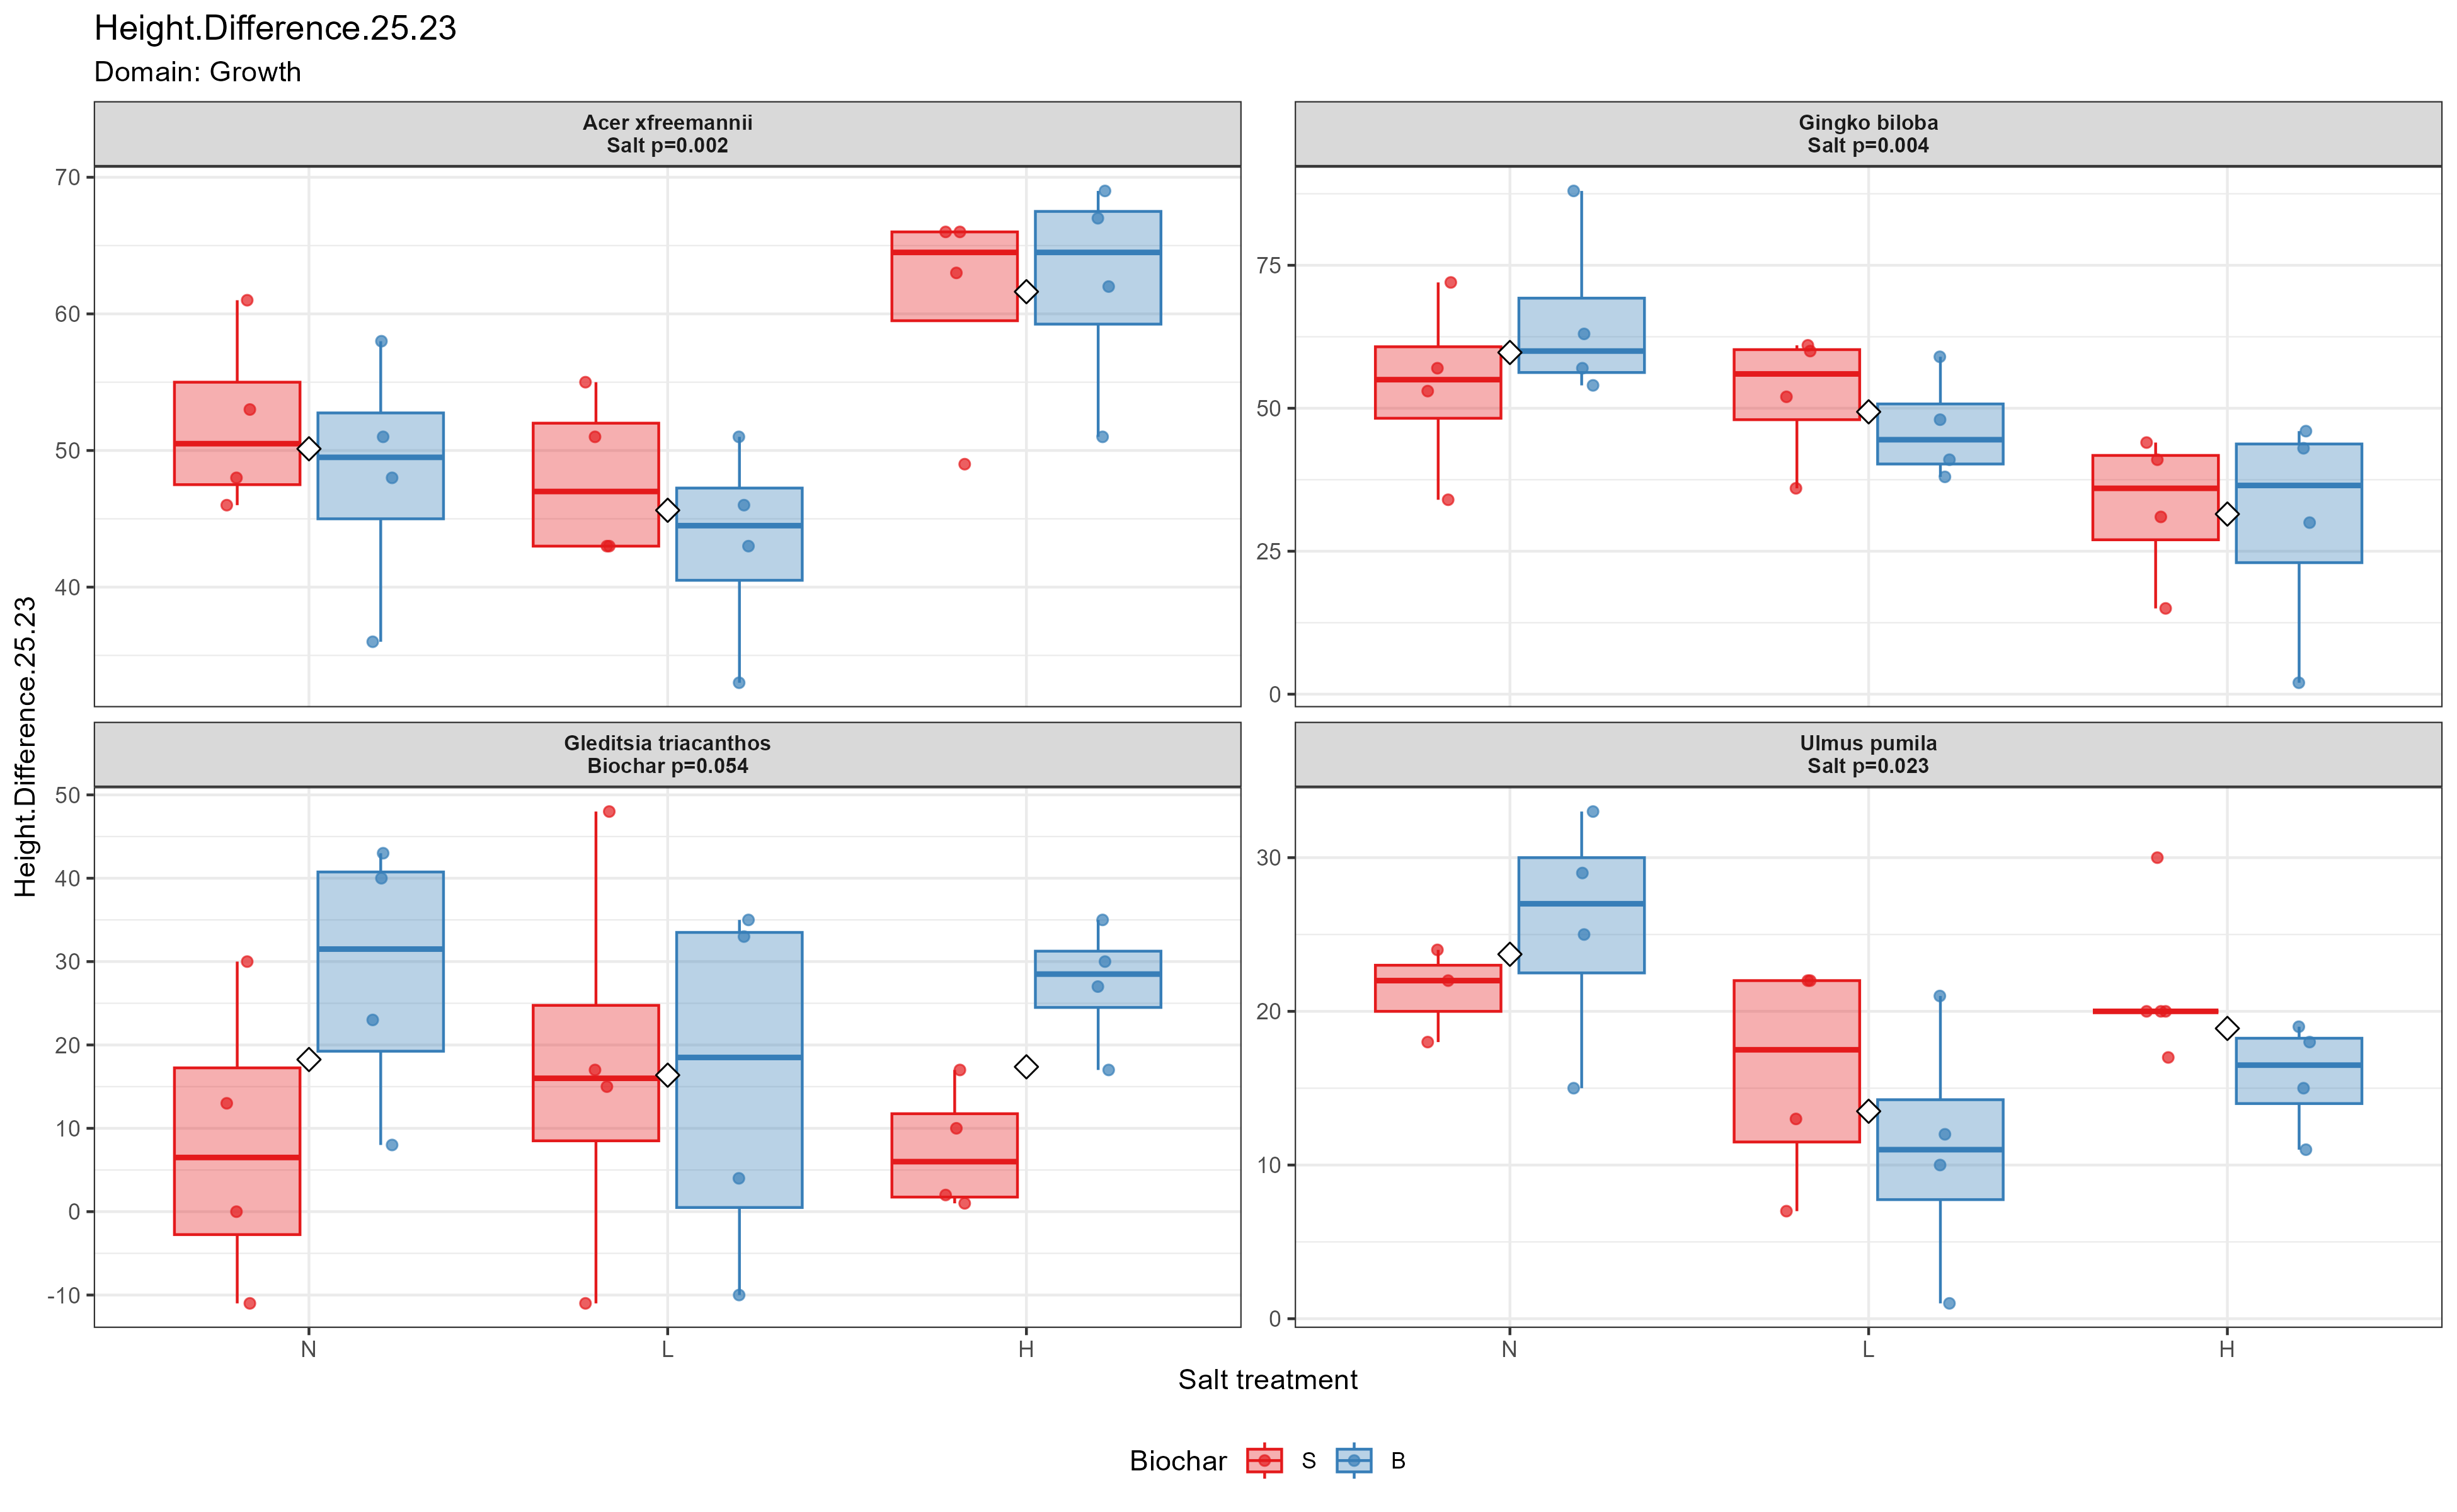 Height.Difference.25.23
Domain: Growth
Acer xfreemannii
Salt p=0.002
Gingko biloba
Salt p=0.004
70
60
50
40
75
50
25
0
Gleditsia triacanthos
Biochar p=0.054
Ulmus pumila
Salt p=0.023
50
40
30
20
10
0
-10
30
20
10
0
Height.Difference.25.23
N L H
N L H
Salt treatment
Biochar S B